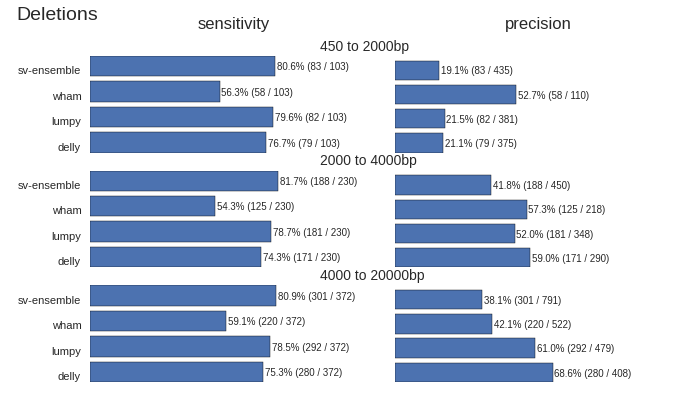 Deletions
sensitivity precision
450 to 2000bp
sv-ensemble 80.6% (83 / 103) 19.1% (83 / 435)
wham 56.3% (58 / 103) 52.7% (58 / 110)
lumpy 79.6% (82 / 103) 21.5% (82 / 381)
delly 76.7% (79 / 103) 21.1% (79 / 375)
2000 to 4000bp
sv-ensemble 81.7% (188 / 230) 41.8% (188 / 450)
wham 54.3% (125 / 230) 57.3% (125 / 218)
lumpy 78.7% (181 / 230) 52.0% (181 / 348)
delly 74.3% (171 / 230) 59.0% (171 / 290)
4000 to 20000bp
sv-ensemble 80.9% (301 / 372) 38.1% (301 / 791)
wham 59.1% (220 / 372) 42.1% (220 / 522)
lumpy 78.5% (292 / 372) 61.0% (292 / 479)
delly 75.3% (280 / 372) 68.6% (280 / 408)